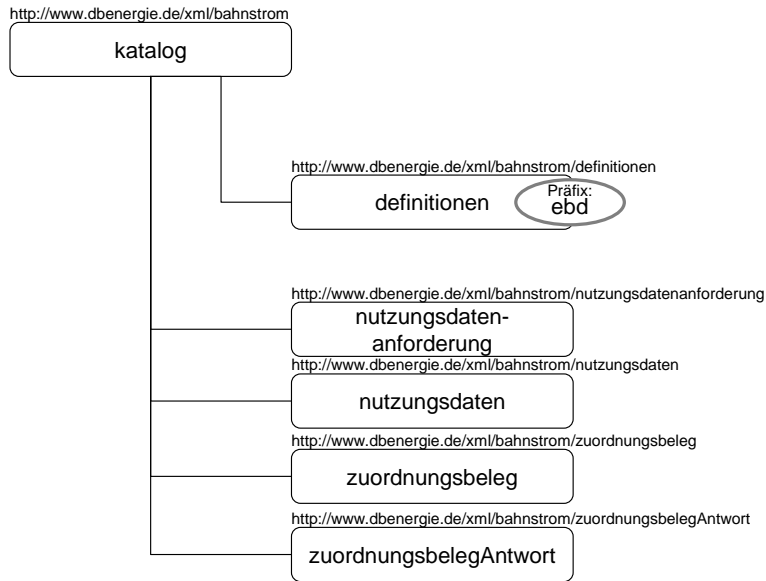 http://www.dbenergie.de/xml/bahnstrom
katalog
http://www.dbenergie.de/xml/bahnstrom/definitionen
definitionen
Präfix:
ebd
http://www.dbenergie.de/xml/bahnstrom/nutzungsdatenanforderung
nutzungsdaten-
anforderung
http://www.dbenergie.de/xml/bahnstrom/nutzungsdaten
nutzungsdaten
http://www.dbenergie.de/xml/bahnstrom/zuordnungsbeleg
zuordnungsbeleg
http://www.dbenergie.de/xml/bahnstrom/zuordnungsbelegAntwort
zuordnungsbelegAntwort